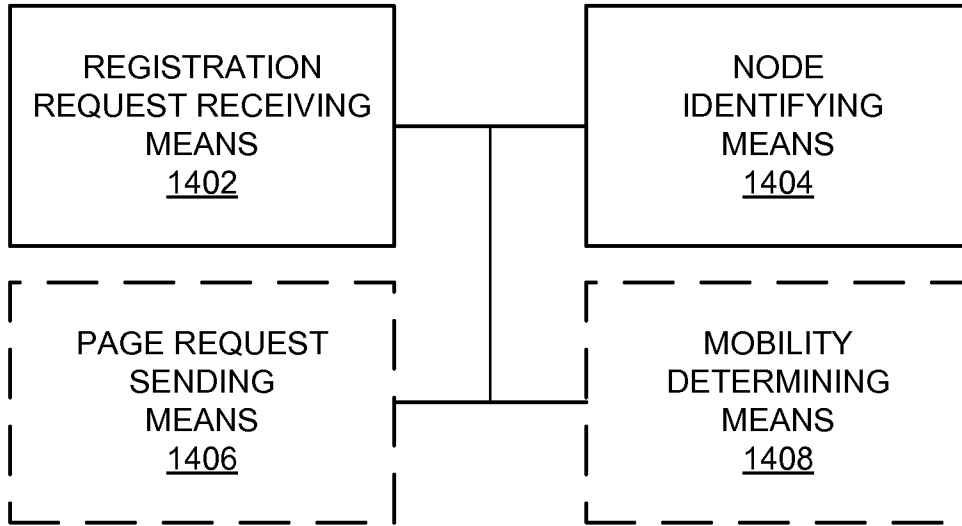 REGISTRATION
REQUEST RECEIVING
MEANS
1402
NODE
IDENTIFYING
MEANS
1404
PAGE REQUEST
SENDING
MEANS
1406
MOBILITY
DETERMINING
MEANS
1408